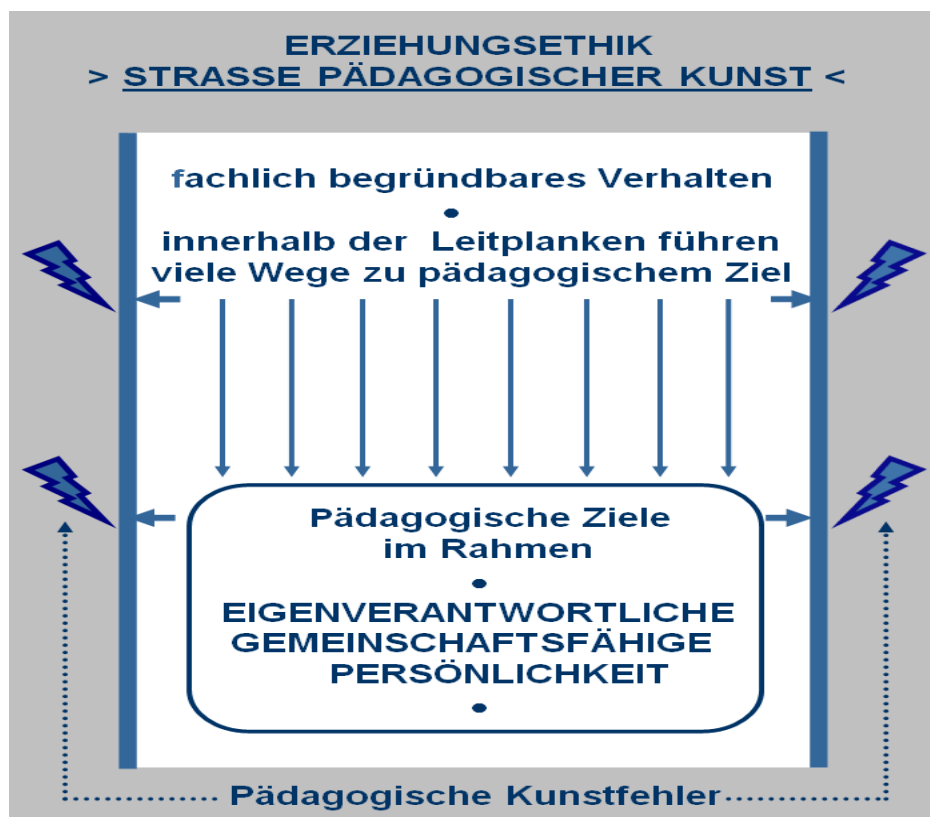 ERZIEHUNGSETHIK
> STRASSE PÄDAGOGISCHER KUNST <
fachlich begründbares Verhalten
•
innerhalb der Leitplanken führen
viele Wege zu pädagogischem Ziel
Pädagogische Ziele
im Rahmen
•
EIGENVERANTWORTLICHE
GEMEINSCHAFTSFÄHIGE
PERSÖNLICHKEIT
•
Pädagogische Kunstfehler